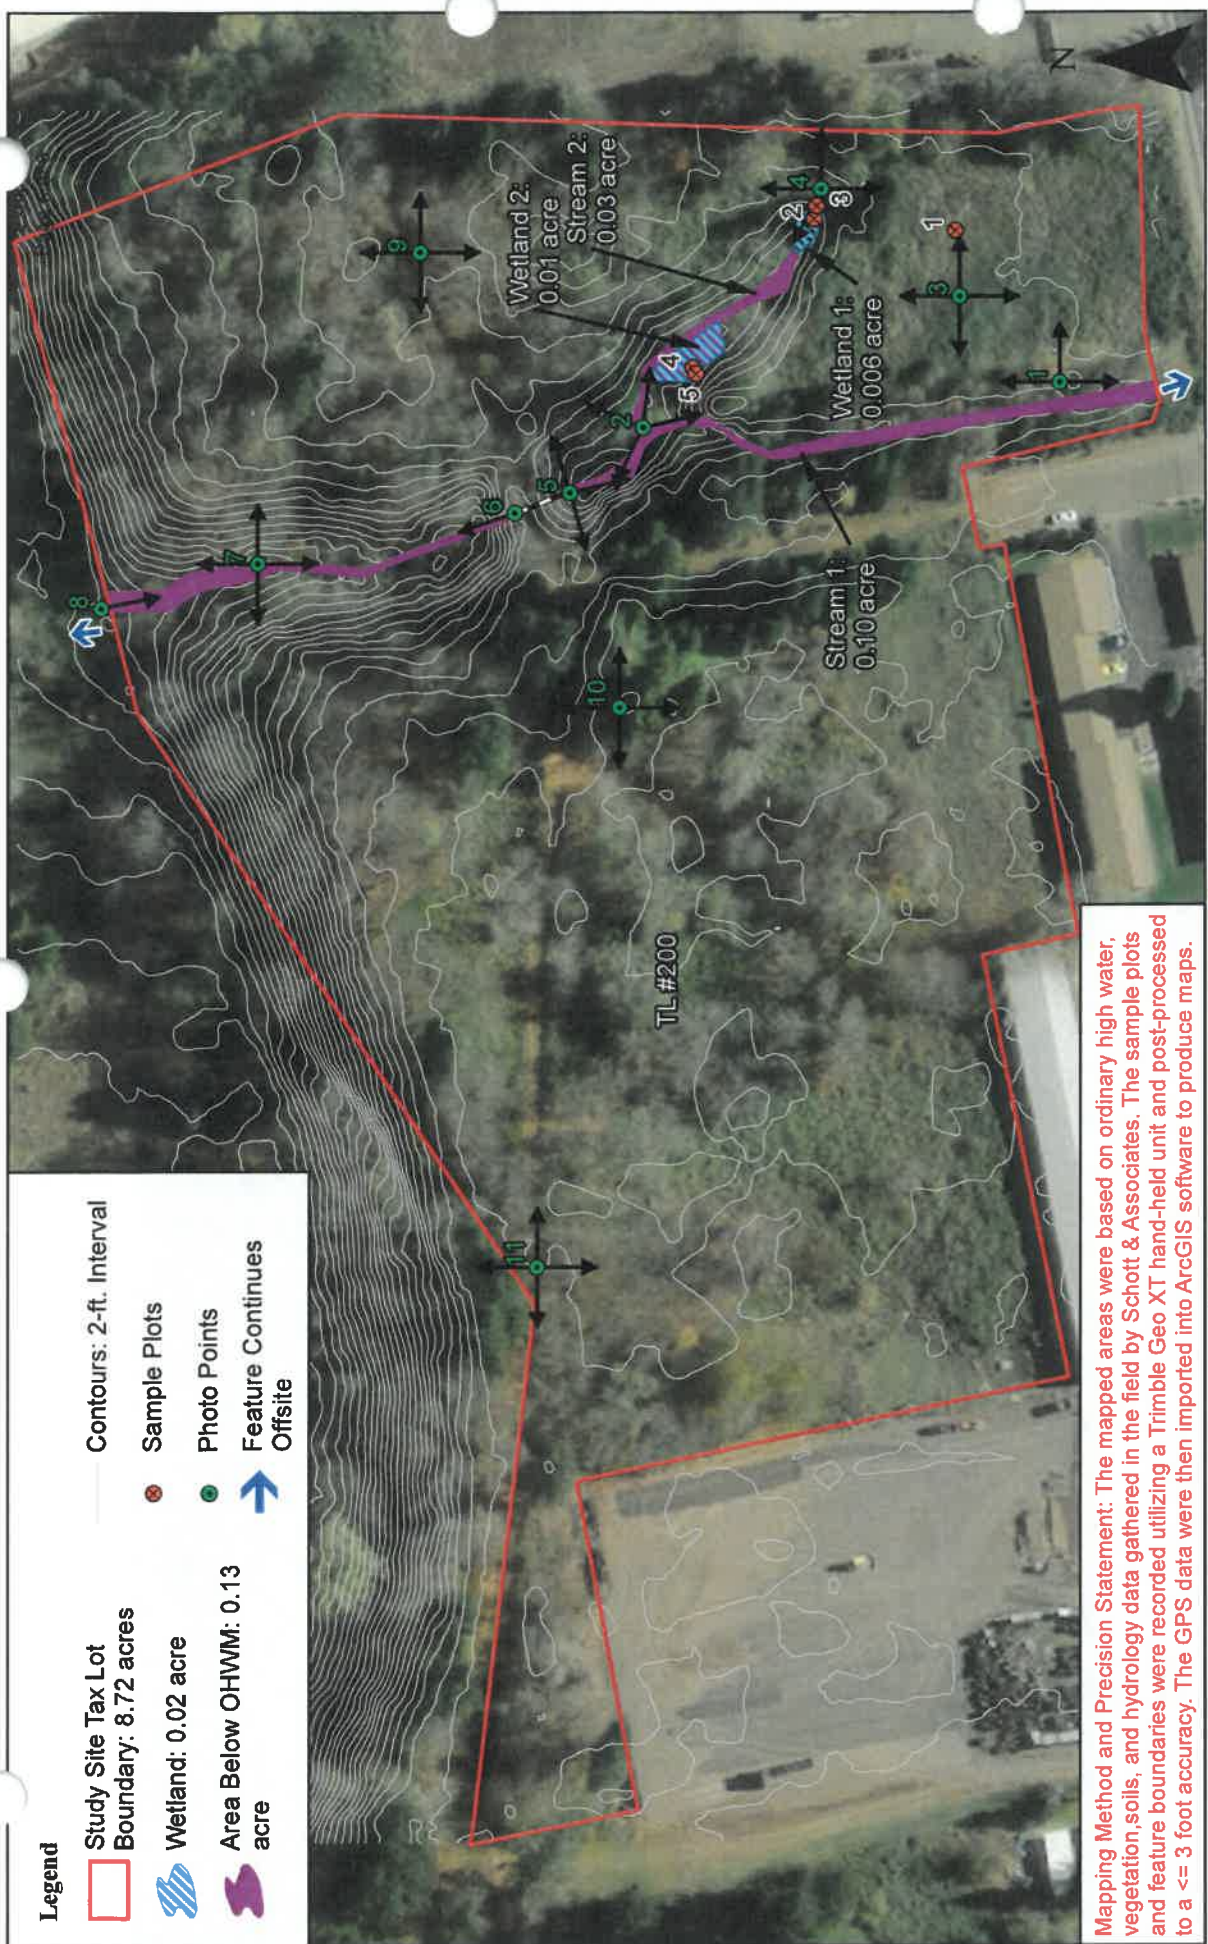 Legend
Study Site Tax Lot
Boundary: 8.72 acres
Wetland: 0.02 acre
Area Below OHWM: 0.13
acre
Contours: 2-ft. Interval
Sample Plots
Photo Points
Feature Continues
Offsite
N
8
7
9
6
5
2
Wetland 2:
0.01 acre
Stream 2:
0.03 acre
4
5
2
3
4
1
3
1
Wetland 1:
0.006 acre
Stream 1:
0.10 acre
10
11
TL #200
Mapping Method and Precision Statement: The mapped areas were based on ordinary high water,
vegetation,soils, and hydrology data gathered in the field by Schott & Associates. The sample plots
and feature boundaries were recorded utilizing a Trimble Geo XT hand-held unit and post-processed
to a <= 3 foot accuracy. The GPS data were then imported into ArcGIS software to produce maps.